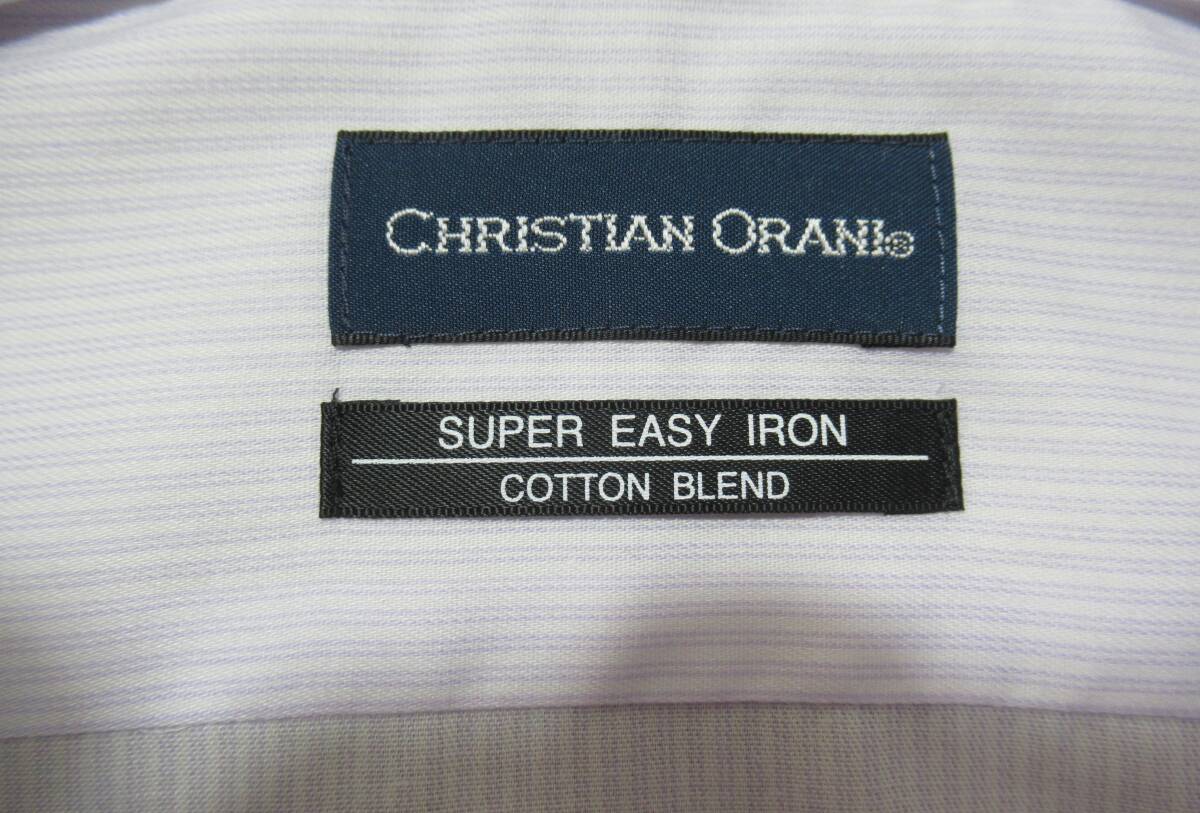 CHRISTIAN ORANI®
SUPER EASY IRON
COTTON BLEND